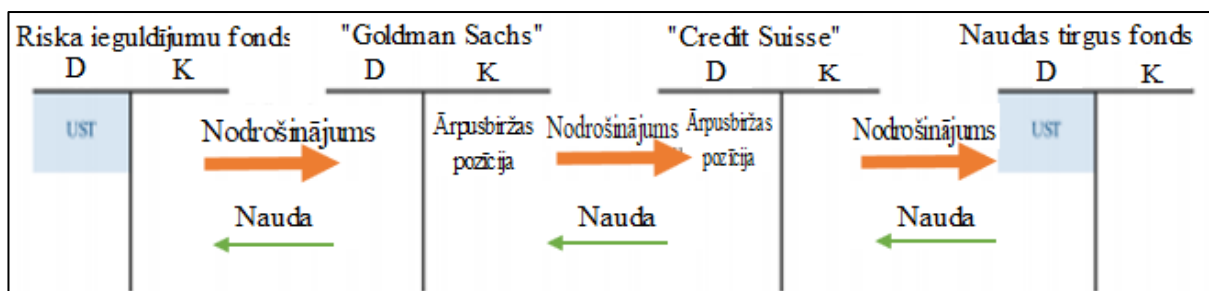 Riska ieguldījumu fonds
"Goldman Sachs"
"Credit Suisse"
Naudas tirgus fonds
D K
D K
D K
D K
UST
Nodrošinājums
Ārpusbiržas
pozīcija
Nodrošinājums
Ārpusbiržas
pozīcija
Nodrošinājums
UST
Nauda
Nauda
Nauda